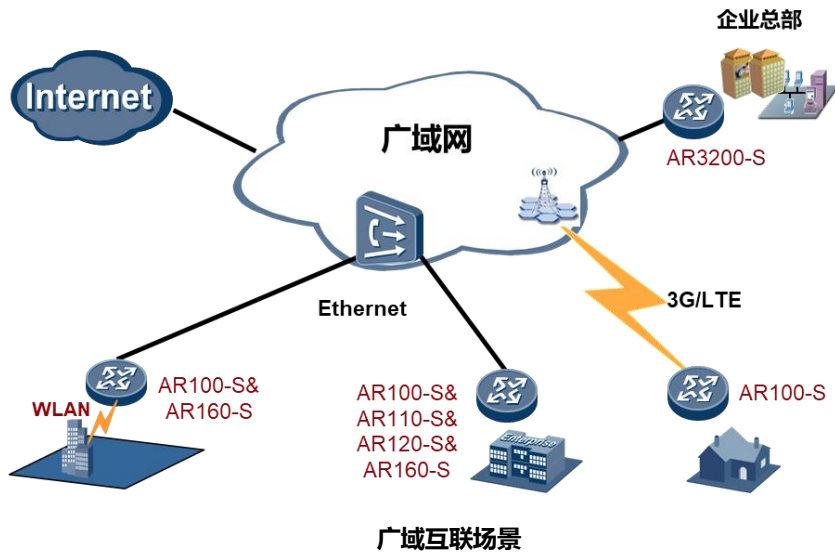 企业总部
Internet
广域网
AR3200-S
Ethernet
3G/LTE
AR100-S&
AR160-S
WLAN
AR100-S&
AR110-S&
AR120-S&
AR160-S
Enterprise
AR100-S
广域互联场景